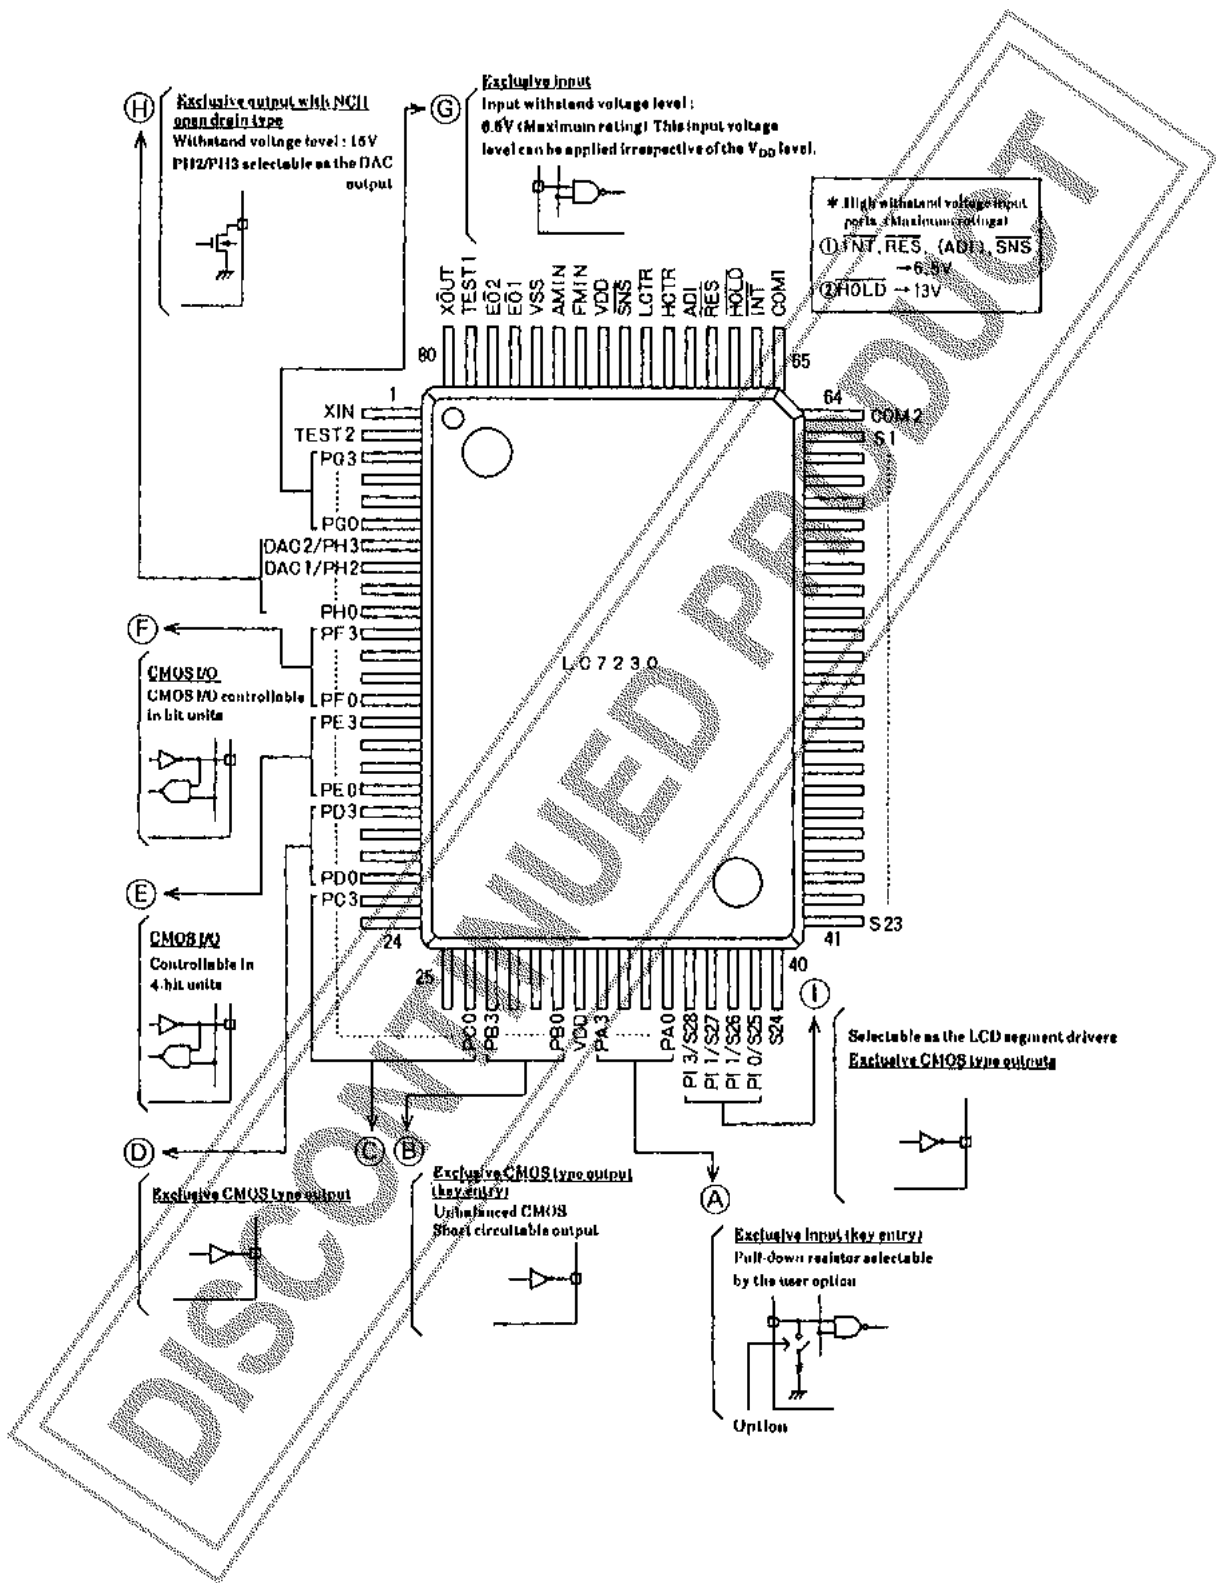 H
Exclusive output with NCH
open drain type
Withstand voltage level : 15V
PH2/PH3 selectable as the DAC
output
G
Exclusive input
Input withstand voltage level :
6.5V (Maximum rating) This input voltage
level can be applied irrespective of the VDD level.
* High withstand voltage input
ports (Maximum ratings)
① INT, RES, (ADI), SNS
→6.5V
② HOLD →13V
XOUT
TEST1
EO2
EO1
VSS
AMIN
FMIN
VDD
SNS
LCTR
HCTR
ADI
RES
HOLD
INT
COM1
80
65
1
64
XIN
TEST2
PG3
PG0
DAC2/PH3
DAC1/PH2
PH0
PF3
PF0
PE3
PE0
PD3
PD0
PC3
24
COM2
S1
LC7230
S23
41
F
CMOS I/O
CMOS I/O controllable
in bit units
E
CMOS I/O
Controllable in
4-bit units
25
40
PC0
PB3
PB0
VDD
PA3
PA0
PI3/S28
PI1/S27
PI1/S26
PI0/S25
S24
I
Selectable as the LCD segment drivers
Exclusive CMOS type outputs
D
Exclusive CMOS type output
C
B
Exclusive CMOS type output
(key entry)
Unbalanced CMOS
Short circuitable output
A
Exclusive Input (key entry)
Pull-down resistor selectable
by the user option
Option
DISCONTINUED PRODUCT